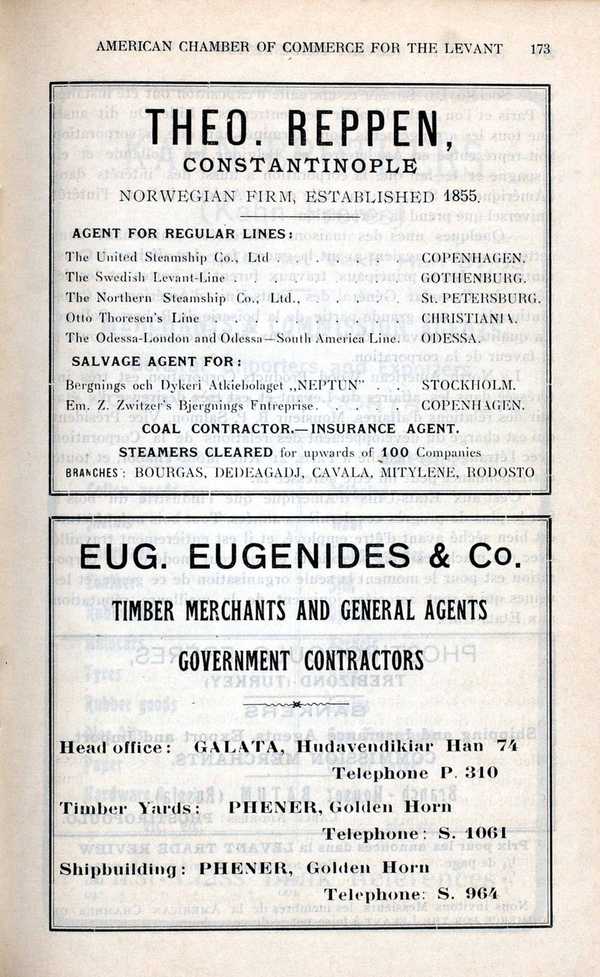 AMERICAN CHAMBER OF COMMERCE FOR THE LEVANT 173
THEO. REPPEN,
CONSTANTINOPLE
NORWEGIAN FIRM, ESTABLISHED 1855.
AGENT FOR REGULAR LINES:
The United Steamship Co., Ltd . . . . . . . COPENHAGEN.
The Swedish Levant-Line . . . . . . . . . GOTHENBURG.
The Northern Steamship Co., Ltd., . . . . . St. PETERSBURG.
Otto Thoresen's Line . . . . . . . . . . CHRISTIANIA.
The Odessa-London and Odessa—South America Line. ODESSA.
SALVAGE AGENT FOR:
Bergnings och Dykeri Atkiebolaget „NEPTUN" . . STOCKHOLM.
Em. Z. Zwitzer's Bjergnings Fntreprise. . . . . COPENHAGEN.
COAL CONTRACTOR.—INSURANCE AGENT.
STEAMERS CLEARED for upwards of 100 Companies
BRANCHES: BOURGAS, DEDEAGADJ, CAVALA, MITYLENE, RODOSTO
EUG. EUGENIDES & Co.
TIMBER MERCHANTS AND GENERAL AGENTS
GOVERNMENT CONTRACTORS
Head office: GALATA, Hudavendikiar Han 74
Telephone P. 310
Timber Yards: PHENER, Golden Horn
Telephone: S. 1061
Shipbuilding: PHENER, Golden Horn
Telephone: S. 964